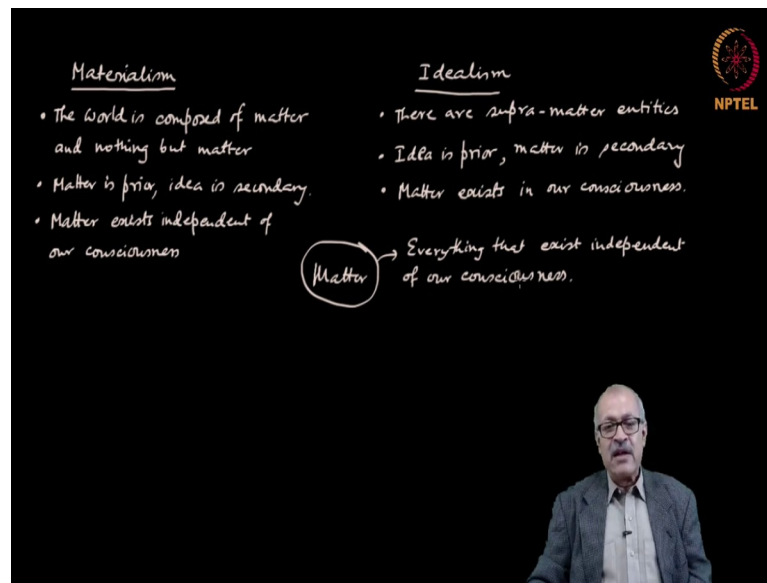 Materialism
• The world is composed of matter
and nothing but matter
• Matter is prior, idea is secondary.
• Matter exists independent of
our consciousness
Idealism
• There are supra-matter entities
• Idea is prior, matter is secondary
• Matter exists in our consciousness.
Matter → Everything that exist independent
of our consciousness.
NPTEL